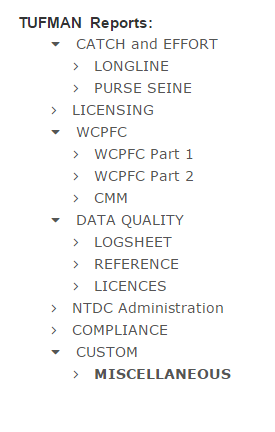 TUFMAN Reports:
CATCH and EFFORT
LONGLINE
PURSE SEINE
LICENSING
WCPFC
WCPFC Part 1
WCPFC Part 2
CMM
DATA QUALITY
LOGSHEET
REFERENCE
LICENCES
NTDC Administration
COMPLIANCE
CUSTOM
MISCELLANEOUS